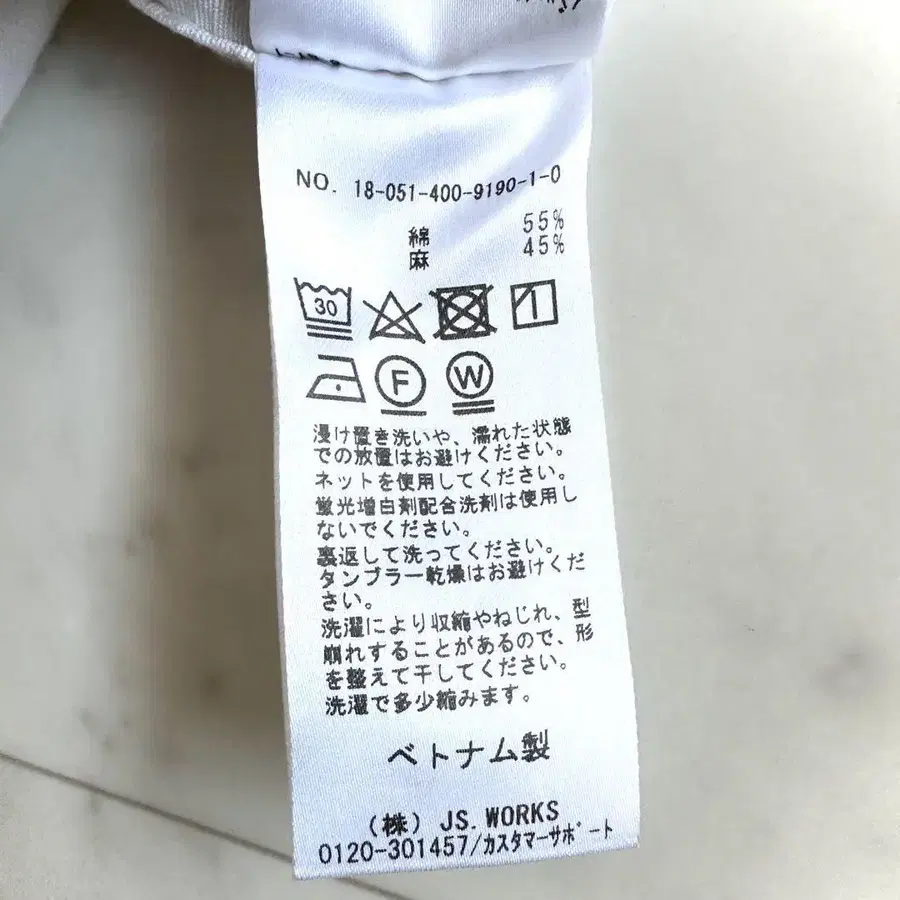 NO. 18-051-400-9190-1-0
綿 55%
麻 45%
30
F W
浸け置き洗いや、濡れた状態
での放置はお避けください。
ネットを使用してください。
蛍光増白剤配合洗剤は使用し
ないでください。
裏返して洗ってください。
タンブラー乾燥はお避けくだ
さい。
洗濯により収縮やねじれ、型
崩れすることがあるので、形
を整えて干してください。
洗濯で多少縮みます。
ベトナム製
(株) JS.WORKS
0120-301457/カスタマーサポート